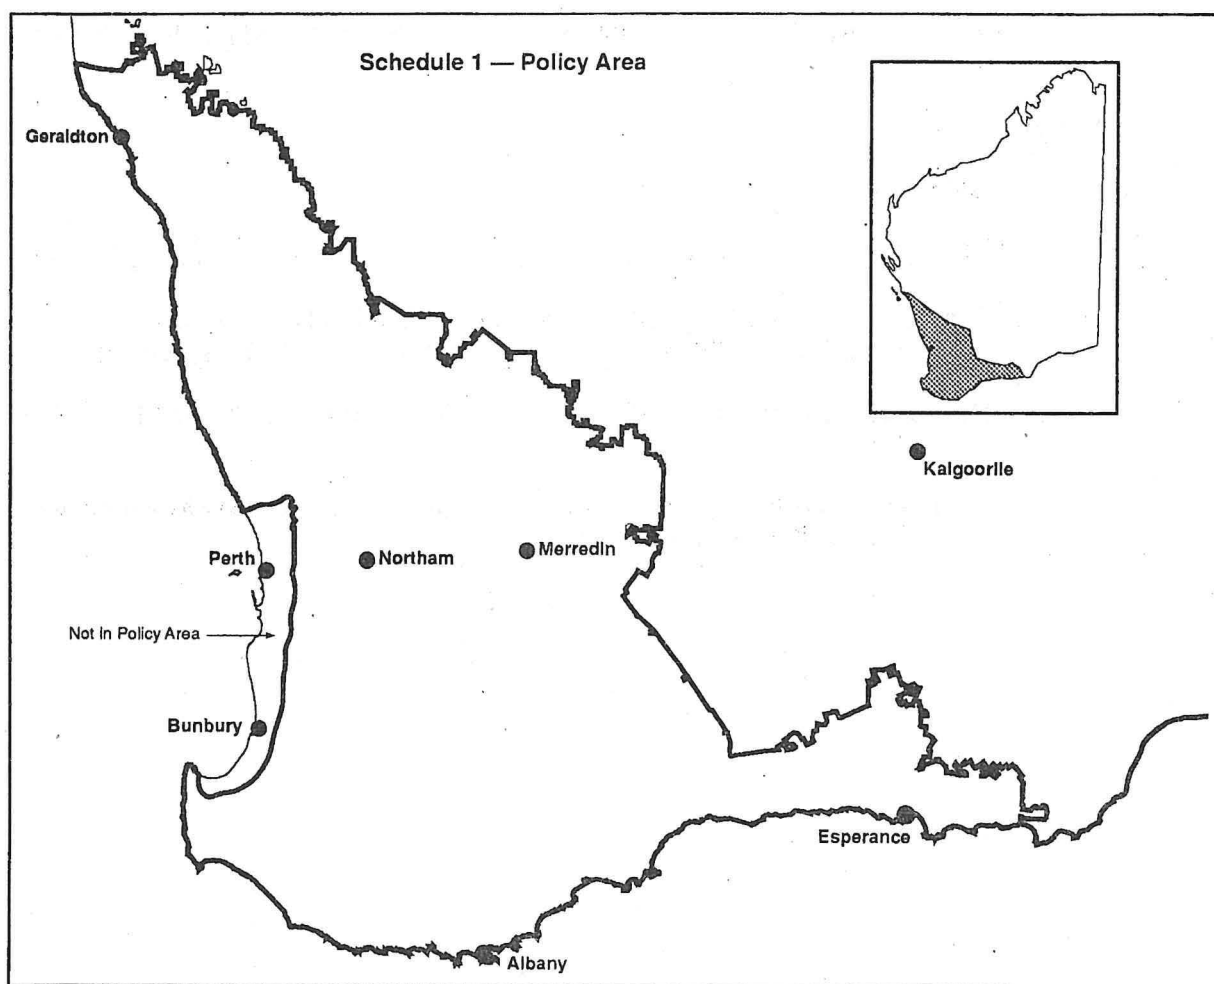 Schedule 1 — Policy Area
Geraldton
Kalgoorlie
Perth
Northam
Merredin
Not in Policy Area
Bunbury
Esperance
Albany